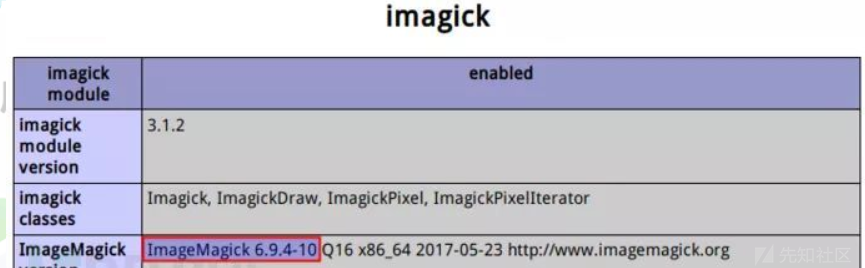 imagick
imagick module enabled
imagick module version 3.1.2
imagick classes Imagick, ImagickDraw, ImagickPixel, ImagickPixelIterator
ImageMagick ImageMagick 6.9.4-10 Q16 x86_64 2017-05-23 http://www.imagemagick.org
先知社区